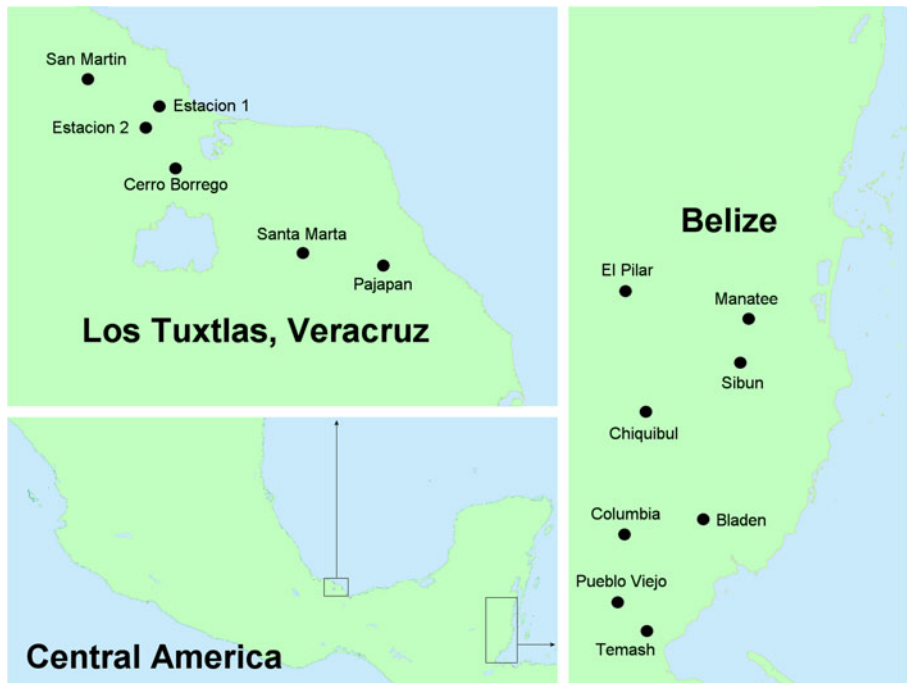 San Martin
Estacion 1
Estacion 2
Cerro Borrego
Santa Marta
Pajapan
Los Tuxtlas, Veracruz
Central America
Belize
El Pilar
Manatee
Sibun
Chiquibul
Columbia
Bladen
Pueblo Viejo
Temash